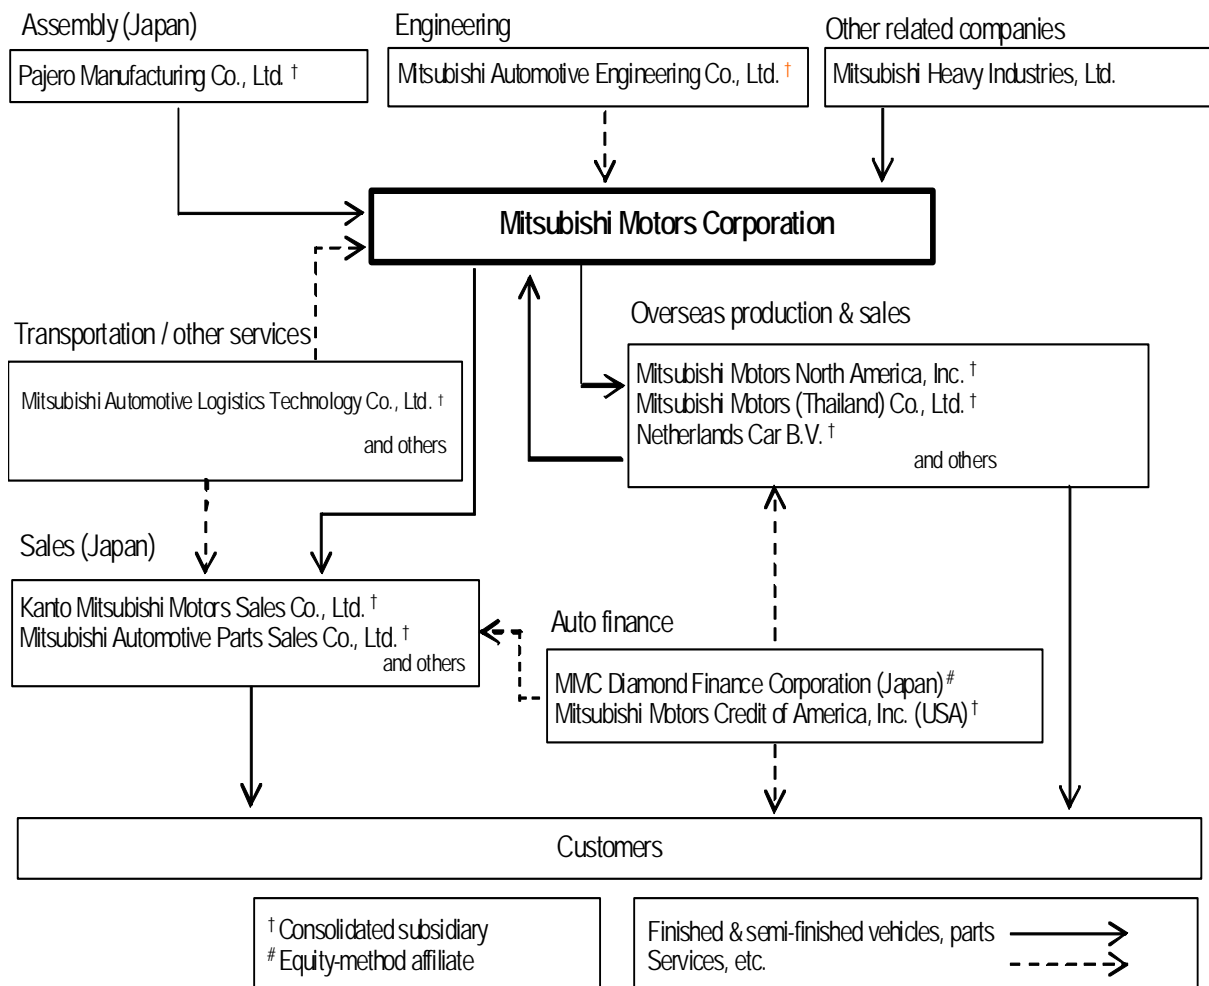 Assembly (Japan)
Pajero Manufacturing Co., Ltd. †
Engineering
Mitsubishi Automotive Engineering Co., Ltd. †
Other related companies
Mitsubishi Heavy Industries, Ltd.
Mitsubishi Motors Corporation
Transportation / other services
Mitsubishi Automotive Logistics Technology Co., Ltd. †
and others
Overseas production & sales
Mitsubishi Motors North America, Inc. †
Mitsubishi Motors (Thailand) Co., Ltd. †
Netherlands Car B.V. †
and others
Sales (Japan)
Kanto Mitsubishi Motors Sales Co., Ltd. †
Mitsubishi Automotive Parts Sales Co., Ltd. †
and others
Auto finance
MMC Diamond Finance Corporation (Japan) #
Mitsubishi Motors Credit of America, Inc. (USA) †
Customers
† Consolidated subsidiary
# Equity-method affiliate
Finished & semi-finished vehicles, parts
Services, etc.